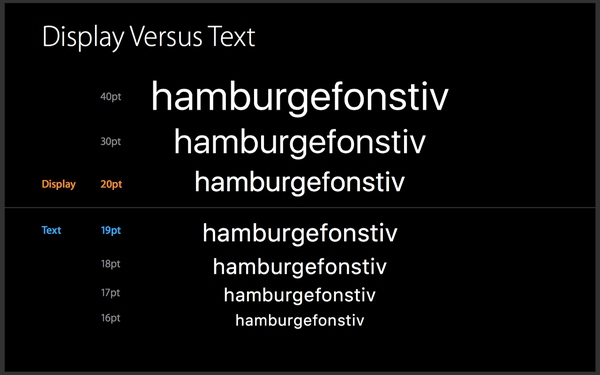 Display Versus Text
40pt hamburgefonstiv
30pt hamburgefonstiv
Display 20pt hamburgefonstiv
Text 19pt hamburgefonstiv
18pt hamburgefonstiv
17pt hamburgefonstiv
16pt hamburgefonstiv